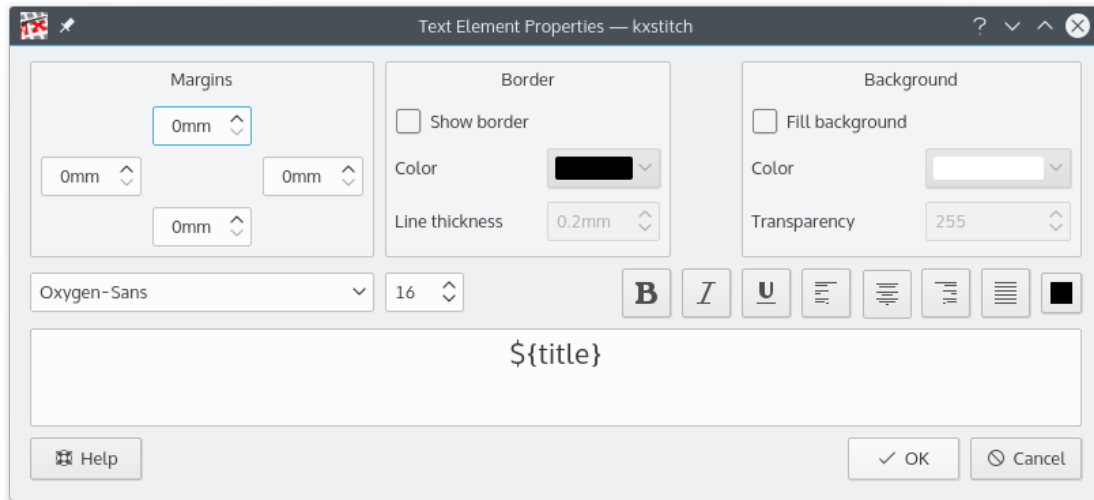 Text Element Properties — kxstitch
Margins
Border
Background
0mm
Show border
Fill background
0mm
0mm
Color
Color
0mm
Line thickness
0.2mm
Transparency
255
Oxygen-Sans
16
B
I
U
${title}
Help
OK
Cancel